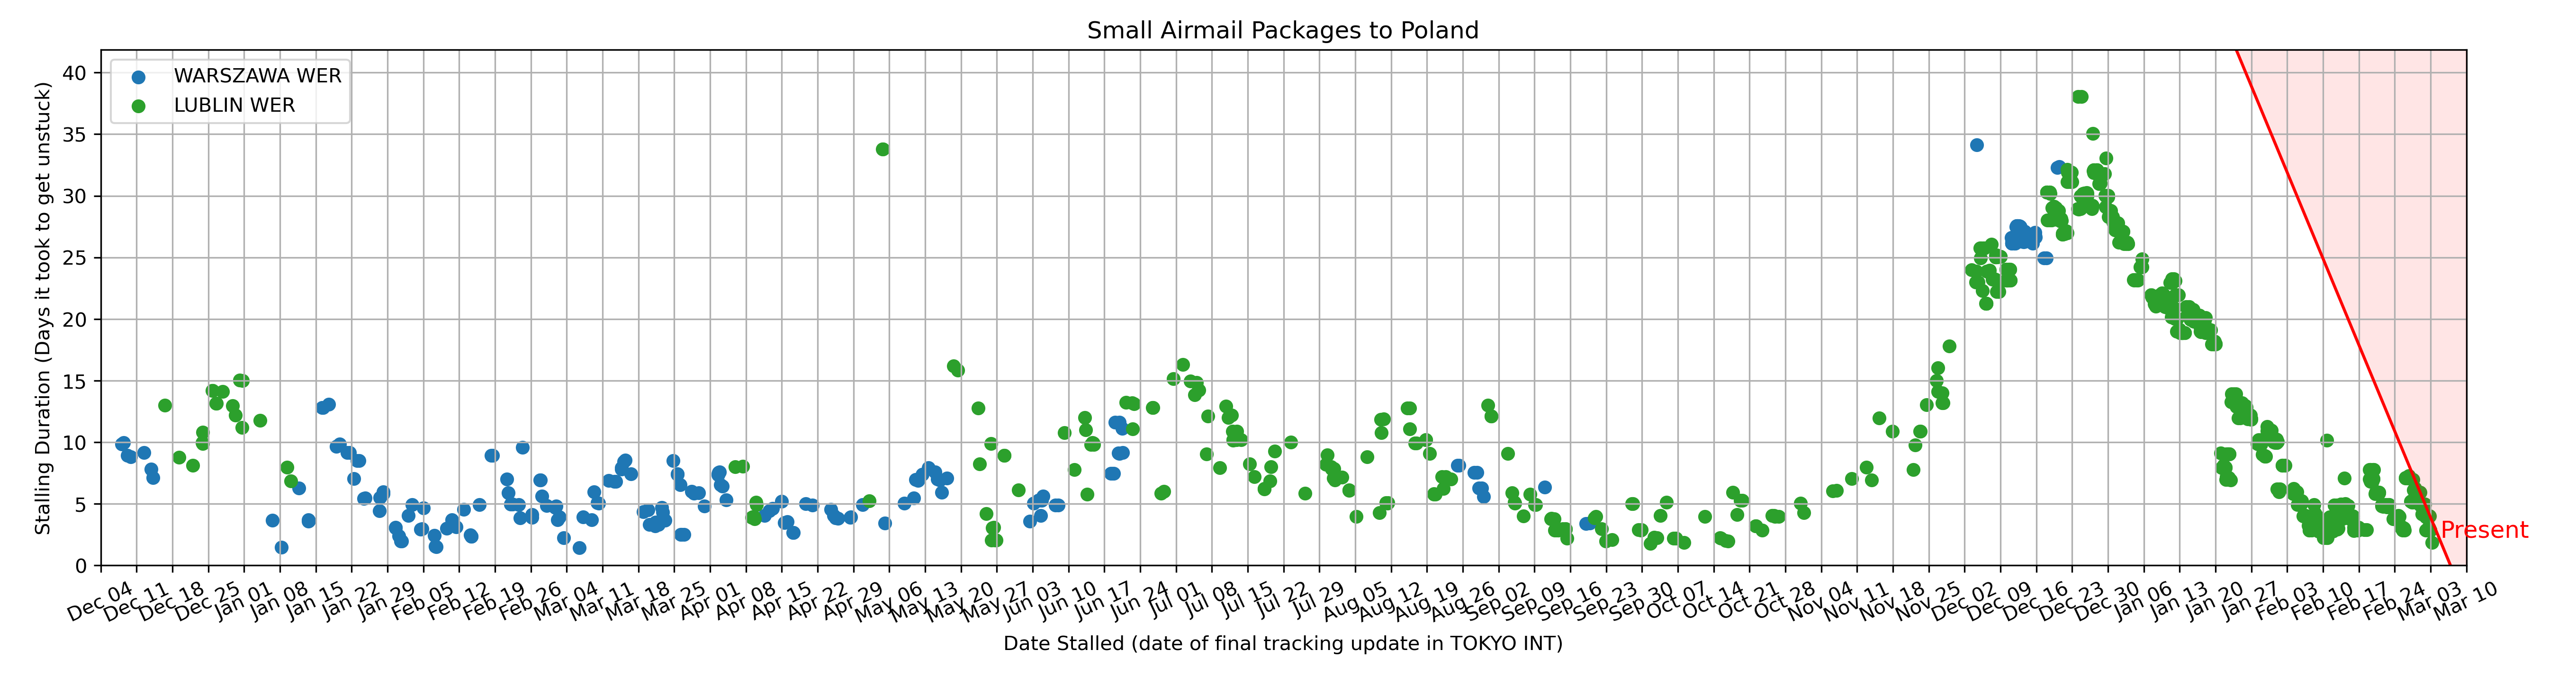 Small Airmail Packages to Poland
WARSZAWA WER
LUBLIN WER
Stalling Duration (Days it took to get unstuck)
40
35
30
25
20
15
10
5
0
Present
Dec 04 Dec 11 Dec 18 Dec 25 Jan 01 Jan 08 Jan 15 Jan 22 Jan 29 Feb 05 Feb 12 Feb 19 Feb 26 Mar 04 Mar 11 Mar 18 Mar 25 Apr 01 Apr 08 Apr 15 Apr 22 Apr 29 May 06 May 13 May 20 May 27 Jun 03 Jun 10 Jun 17 Jun 24 Jul 01 Jul 08 Jul 15 Jul 22 Jul 29 Aug 05 Aug 12 Aug 19 Aug 26 Sep 02 Sep 09 Sep 16 Sep 23 Sep 30 Oct 07 Oct 14 Oct 21 Oct 28 Nov 04 Nov 11 Nov 18 Nov 25 Dec 02 Dec 09 Dec 16 Dec 23 Dec 30 Jan 06 Jan 13 Jan 20 Jan 27 Feb 03 Feb 10 Feb 17 Feb 24 Mar 03 Mar 10
Date Stalled (date of final tracking update in TOKYO INT)